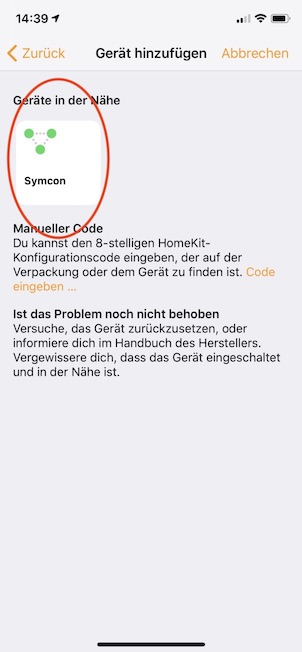 14:39
Zurück Gerät hinzufügen Abbrechen
Geräte in der Nähe
Symcon
Manueller Code
Du kannst den 8-stelligen HomeKit-
Konfigurationscode eingeben, der auf der
Verpackung oder dem Gerät zu finden ist. Code
eingeben ...
Ist das Problem noch nicht behoben
Versuche, das Gerät zurückzusetzen, oder
informiere dich im Handbuch des Herstellers.
Vergewissere dich, dass das Gerät eingeschaltet
und in der Nähe ist.